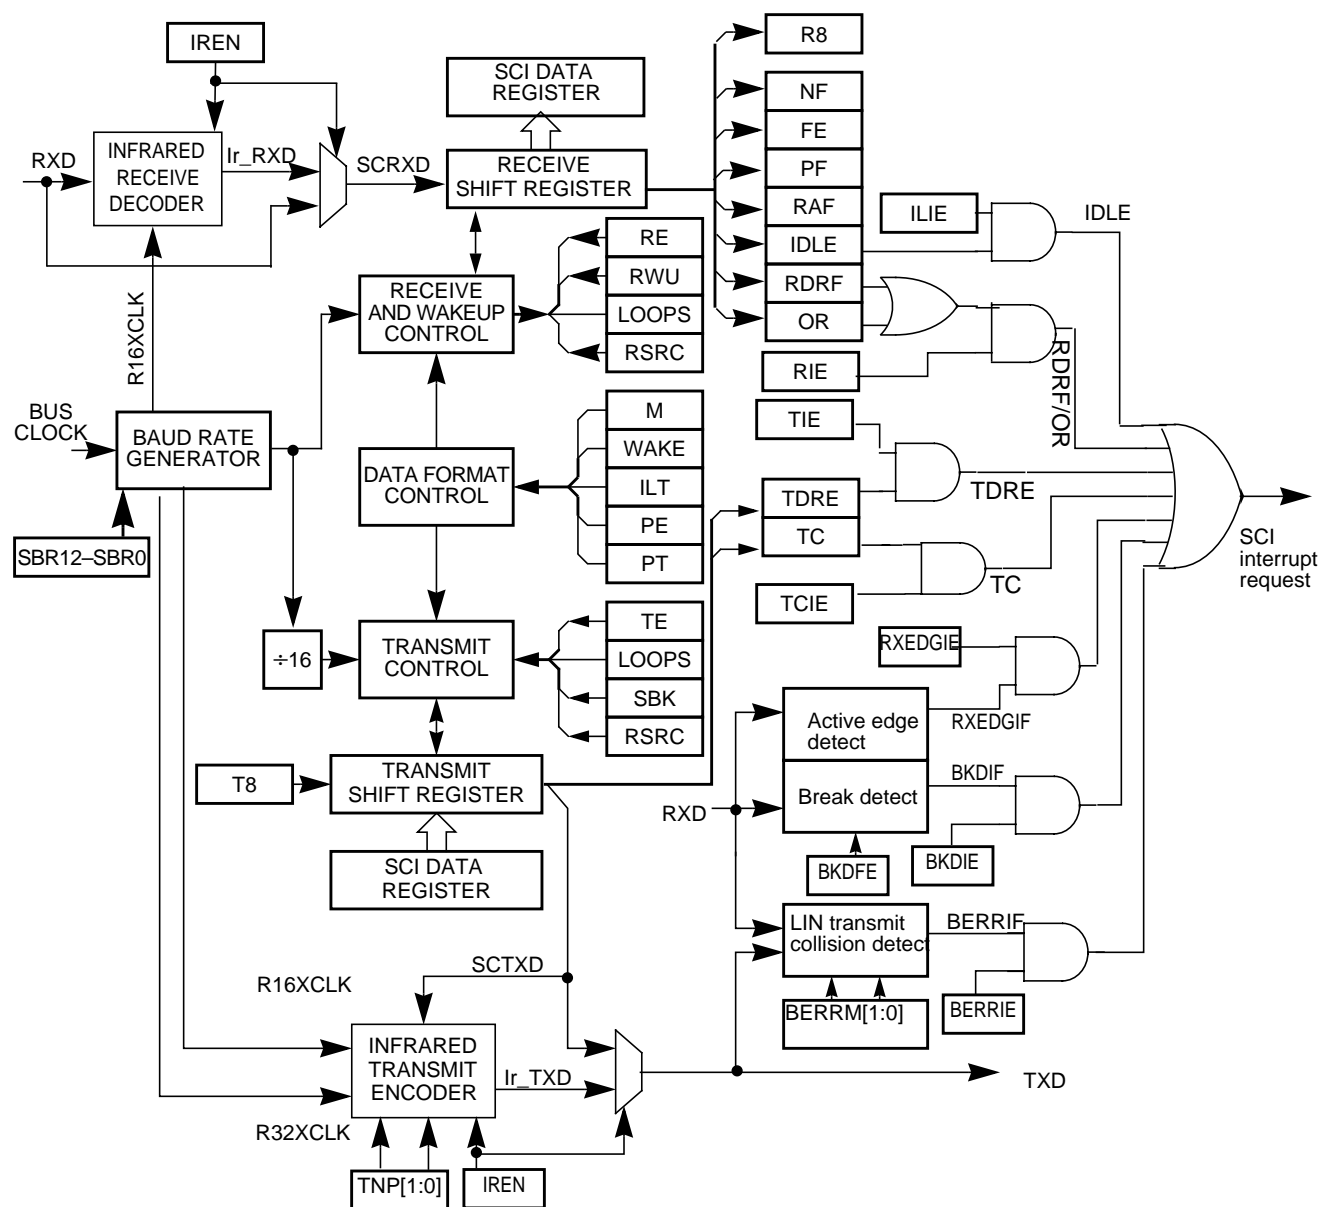 IREN
SCI DATA
REGISTER
R8
NF
FE
PF
RAF
IDLE
RDRF
OR
RXD
INFRARED
RECEIVE
DECODER
Ir_RXD
SCRXD
RECEIVE
SHIFT REGISTER
ILIE
IDLE
RE
RWU
LOOPS
RSRC
RECEIVE
AND WAKEUP
CONTROL
R16XCLK
RIE
RDRF/OR
BUS
CLOCK
BAUD RATE
GENERATOR
DATA FORMAT
CONTROL
M
WAKE
ILT
PE
PT
TIE
TDRE
TC
TDRE
TC
TCIE
SCI
interrupt
request
SBR12–SBR0
÷16
TRANSMIT
CONTROL
TE
LOOPS
SBK
RSRC
RXEDGIE
Active edge
detect
RXEDGIF
T8
TRANSMIT
SHIFT REGISTER
RXD
Break detect
BKDIF
BKDFE
BKDIE
SCI DATA
REGISTER
LIN transmit
collision detect
BERRIF
BERRM[1:0]
BERRIE
SCTXD
R16XCLK
INFRARED
TRANSMIT
ENCODER
Ir_TXD
TXD
R32XCLK
TNP[1:0]
IREN